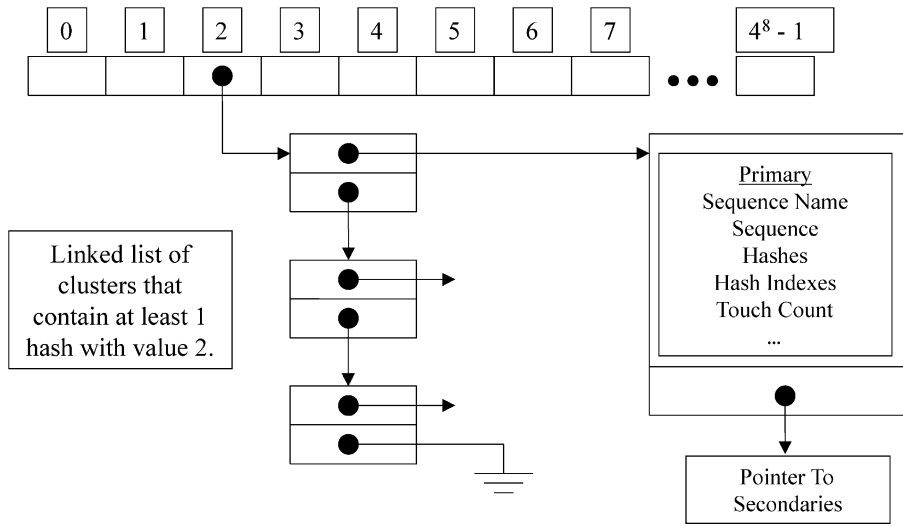 0 1 2 3 4 5 6 7 4⁸ - 1
Primary
Sequence Name
Sequence
Hashes
Hash Indexes
Touch Count
...
Linked list of
clusters that
contain at least 1
hash with value 2.
Pointer To
Secondaries